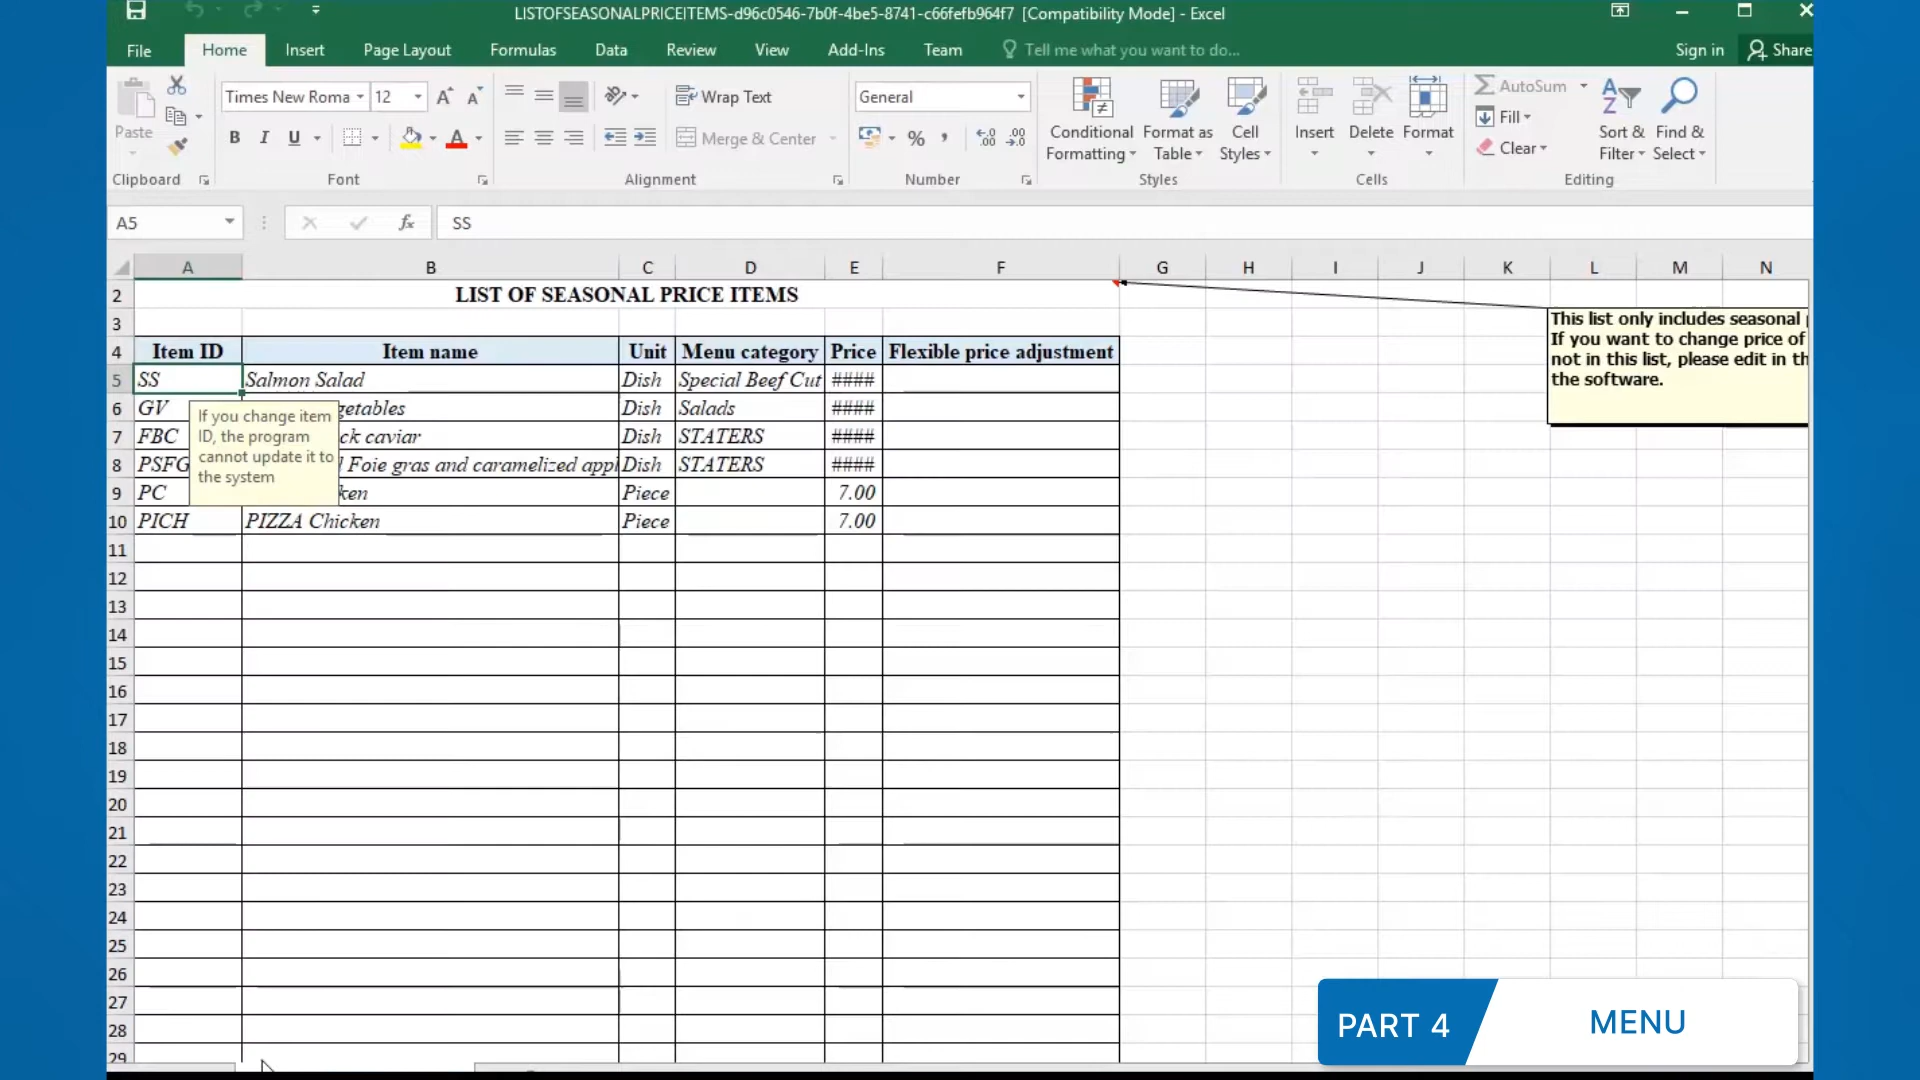 LISTOFSEASONALPRICEITEMS-d96c0546-7b0f-4be5-8741-c66fefb964f7 [Compatibility Mode] - Excel
File Home Insert Page Layout Formulas Data Review View Add-Ins Team Tell me what you want to do... Sign in Share
Times New Roma 12 Wrap Text General AutoSum
Paste B I U Merge & Center % , Conditional Formatting Format as Table Cell Styles Insert Delete Format Fill Clear Sort & Filter Find & Select
Clipboard Font Alignment Number Styles Cells Editing
A5 fx SS
A B C D E F G H I J K L M N
2 LIST OF SEASONAL PRICE ITEMS
3
4 Item ID Item name Unit Menu category Price Flexible price adjustment
5 SS Salmon Salad Dish Special Beef Cut ####
6 GV getables Dish Salads ####
7 FBC ck caviar Dish STATERS ####
8 PSFG Foie gras and caramelized appl Dish STATERS ####
9 PC ken Piece 7.00
10 PICH PIZZA Chicken Piece 7.00
11
12
13
14
15
16
17
18
19
20
21
22
23
24
25
26
27
28
29
If you change item
ID, the program
cannot update it to
the system
This list only includes seasonal
If you want to change price of
not in this list, please edit in th
the software.
PART 4 MENU